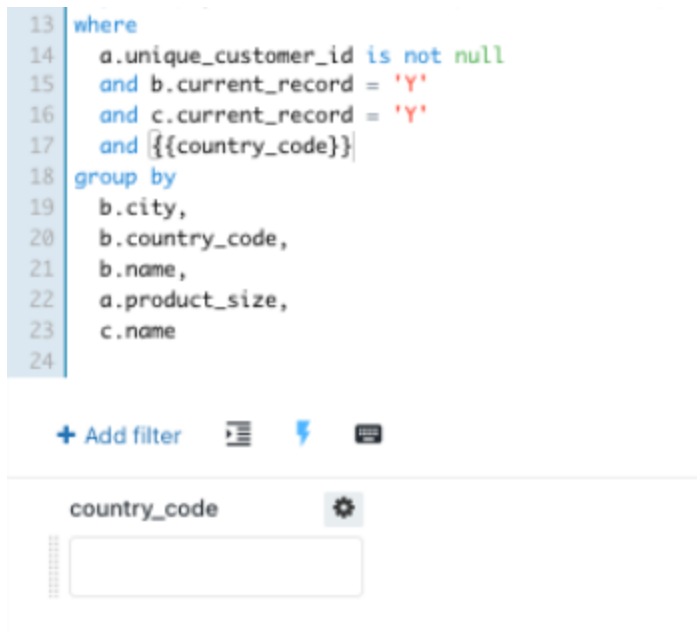 13 where
14 a.unique_customer_id is not null
15 and b.current_record = 'Y'
16 and c.current_record = 'Y'
17 and {{country_code}}
18 group by
19 b.city,
20 b.country_code,
21 b.name,
22 a.product_size,
23 c.name
24
+ Add filter
country_code